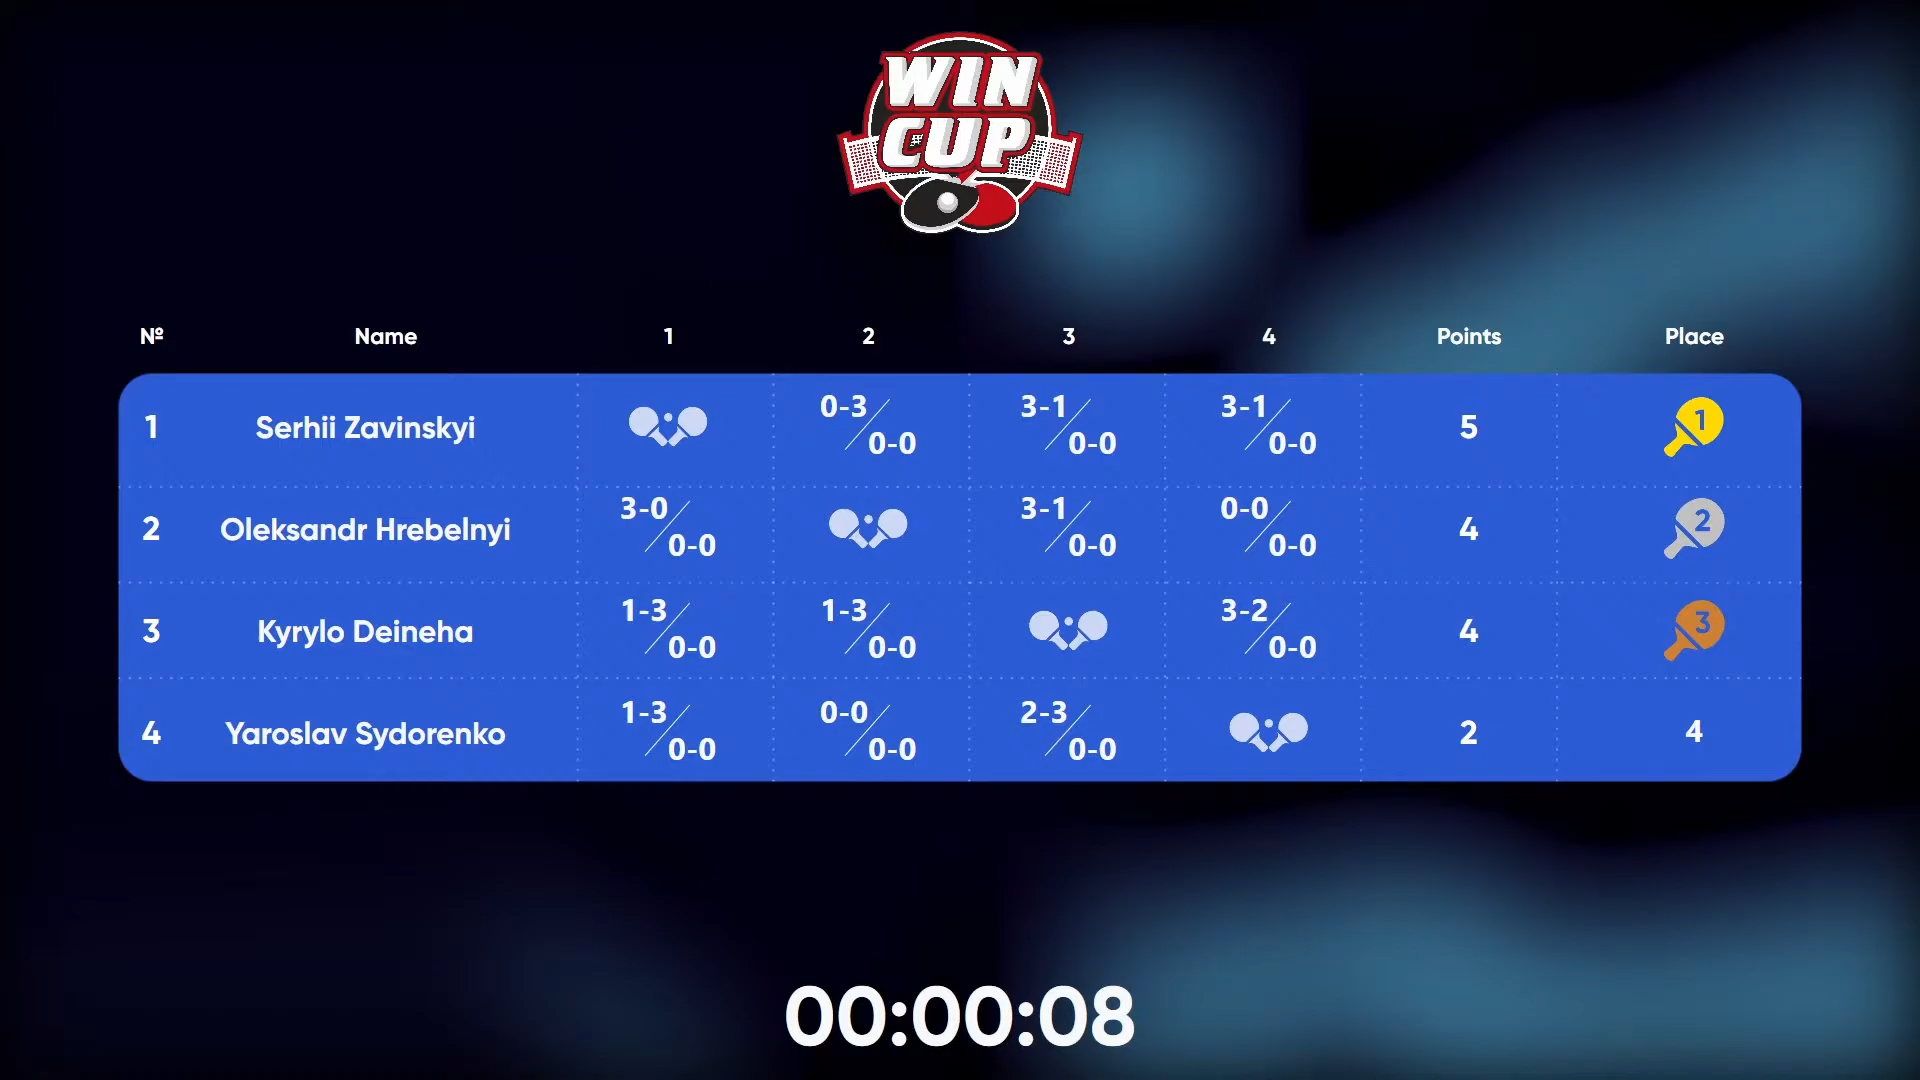 WIN
CUP
Nº Name 1 2 3 4 Points Place
1 Serhii Zavinskyi 0-3 0-0 3-1 0-0 3-1 0-0 5 1
2 Oleksandr Hrebelnyi 3-0 0-0 3-1 0-0 0-0 0-0 4 2
3 Kyrylo Deineha 1-3 0-0 1-3 0-0 3-2 0-0 4 3
4 Yaroslav Sydorenko 1-3 0-0 0-0 0-0 2-3 0-0 2 4
00:00:08